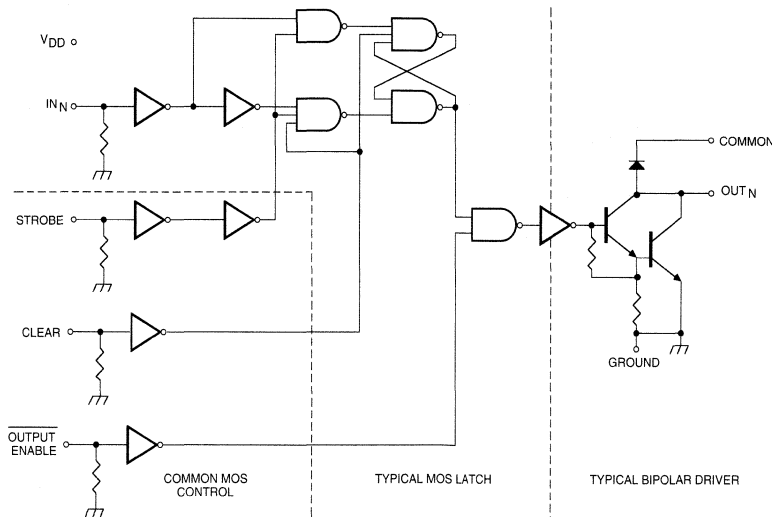 VDD
INN
COMMON
OUTN
STROBE
CLEAR
GROUND
OUTPUT
ENABLE
COMMON MOS
CONTROL
TYPICAL MOS LATCH
TYPICAL BIPOLAR DRIVER